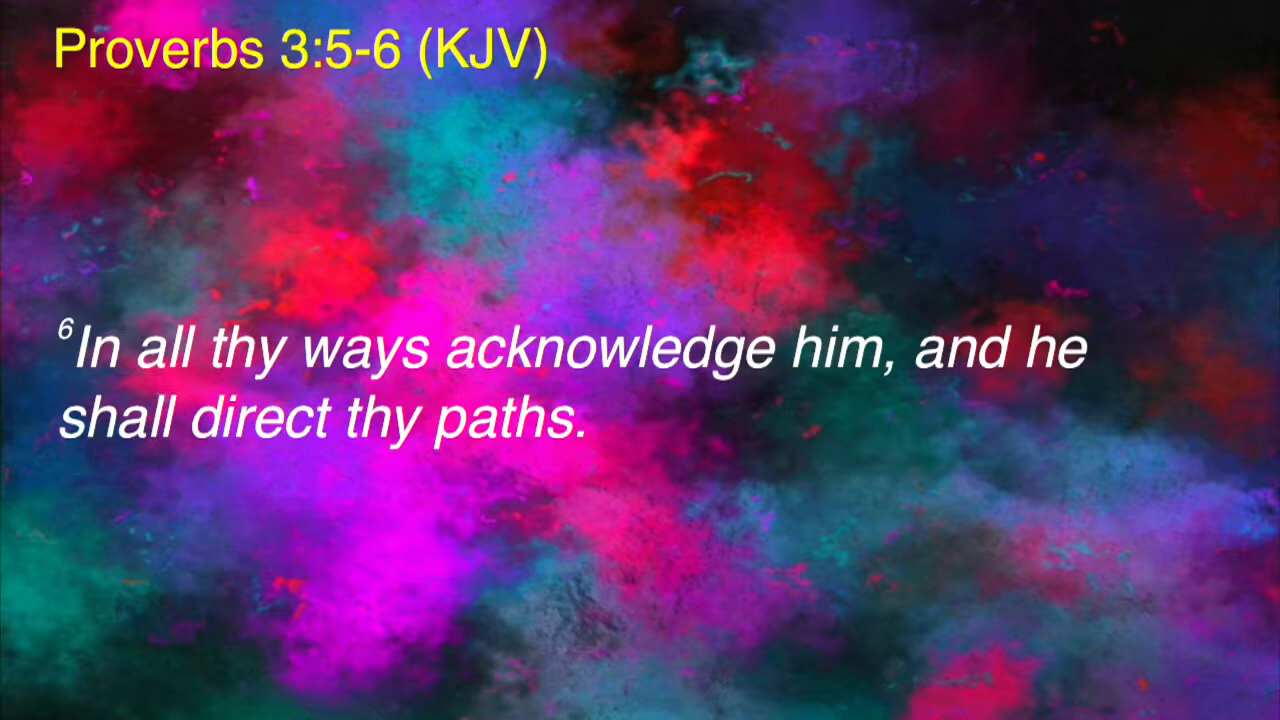 Proverbs 3:5-6 (KJV)
6In all thy ways acknowledge him, and he
shall direct thy paths.